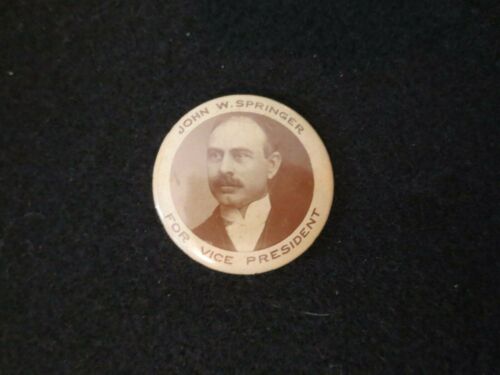 JOHN W. SPRINGER
FOR VICE PRESIDENT